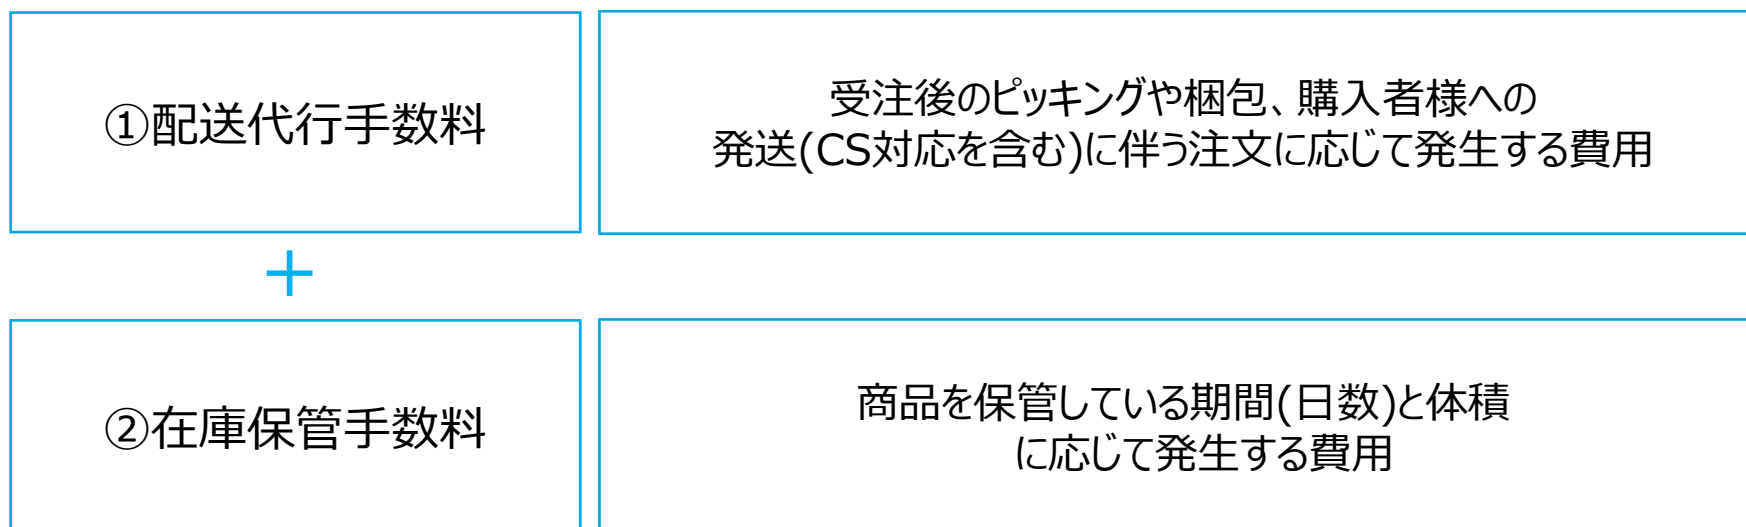 ①配送代行手数料
受注後のピッキングや梱包、購入者様への
発送(CS対応を含む)に伴う注文に応じて発生する費用
＋
②在庫保管手数料
商品を保管している期間(日数)と体積
に応じて発生する費用